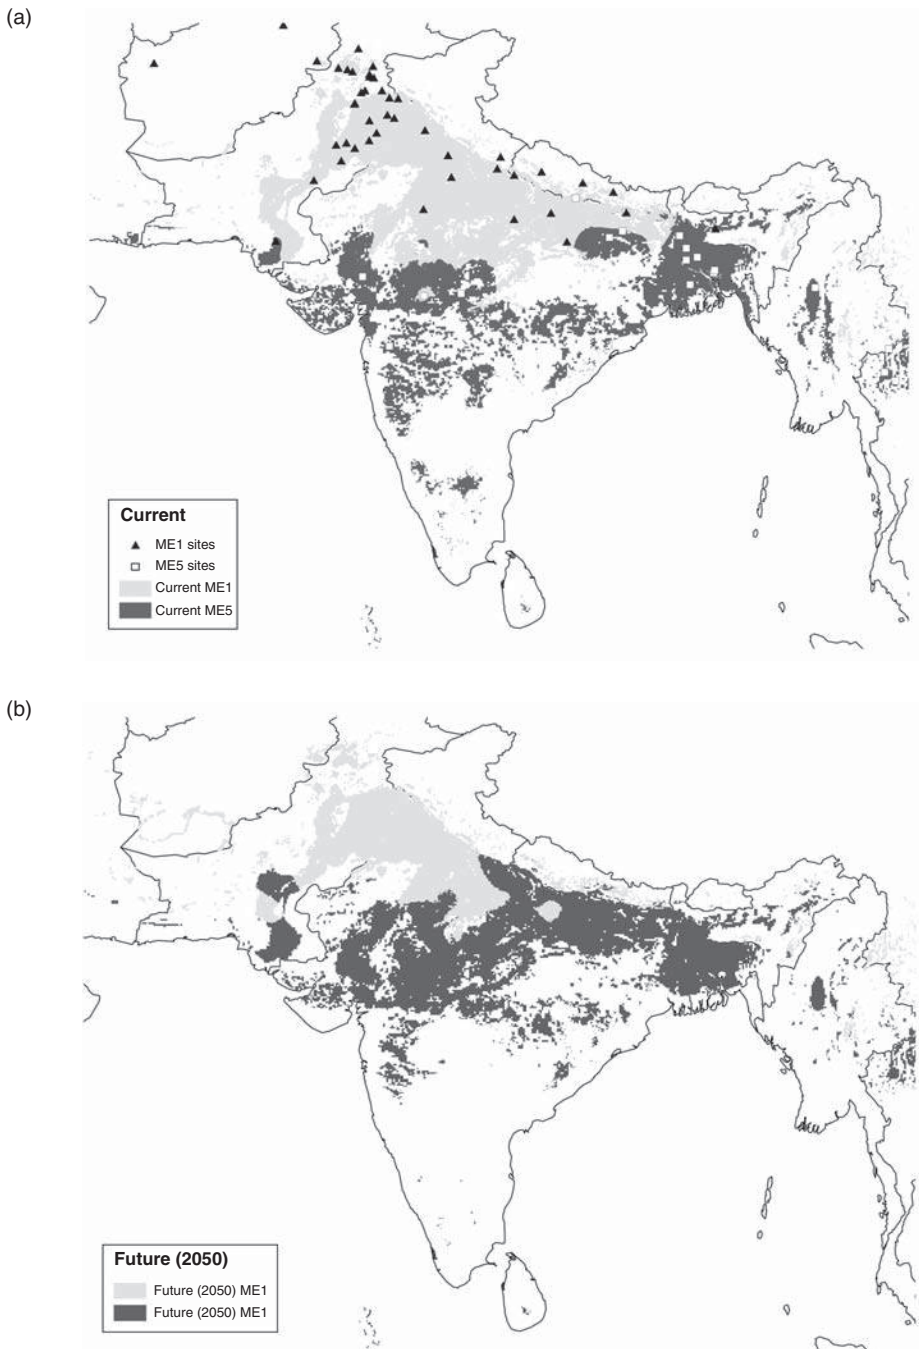 (a)
Current
ME1 sites
ME5 sites
Current ME1
Current ME5
(b)
Future (2050)
Future (2050) ME1
Future (2050) ME1